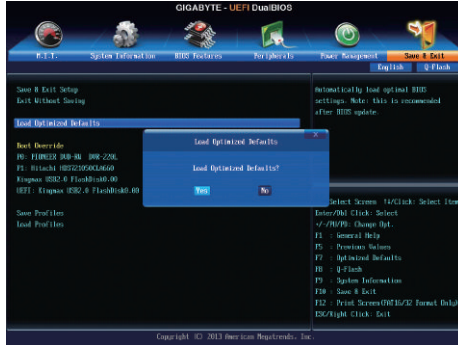 GIGABYTE - UEFI DualBIOS
M.I.T.
System Information
BIOS Features
Peripherals
Power Management
Save & Exit
English
Q-Flash
Save & Exit Setup
Exit Without Saving
Load Optimized Defaults
Boot Override
P0: PIONEER DVD-RW DVR-220L
P1: Hitachi HDS721050CLA660
Kingmax USB2.0 FlashDisk0.00
UEFI: Kingmax USB2.0 FlashDisk0.00
Save Profiles
Load Profiles
Automatically load optimal BIOS
settings. Note: this is recommended
after BIOS update.
Load Optimized Defaults
Load Optimized Defaults?
Yes
No
Select Screen ↑↓/Click: Select Item
Enter/Dbl Click: Select
+/-/PU/PD: Change Opt.
F1 : General Help
F5 : Previous Values
F7 : Optimized Defaults
F8 : Q-Flash
F9 : System Information
F10 : Save & Exit
F12 : Print Screen(FAT16/32 Format Only)
ESC/Right Click: Exit
Copyright (C) 2013 American Megatrends, Inc.